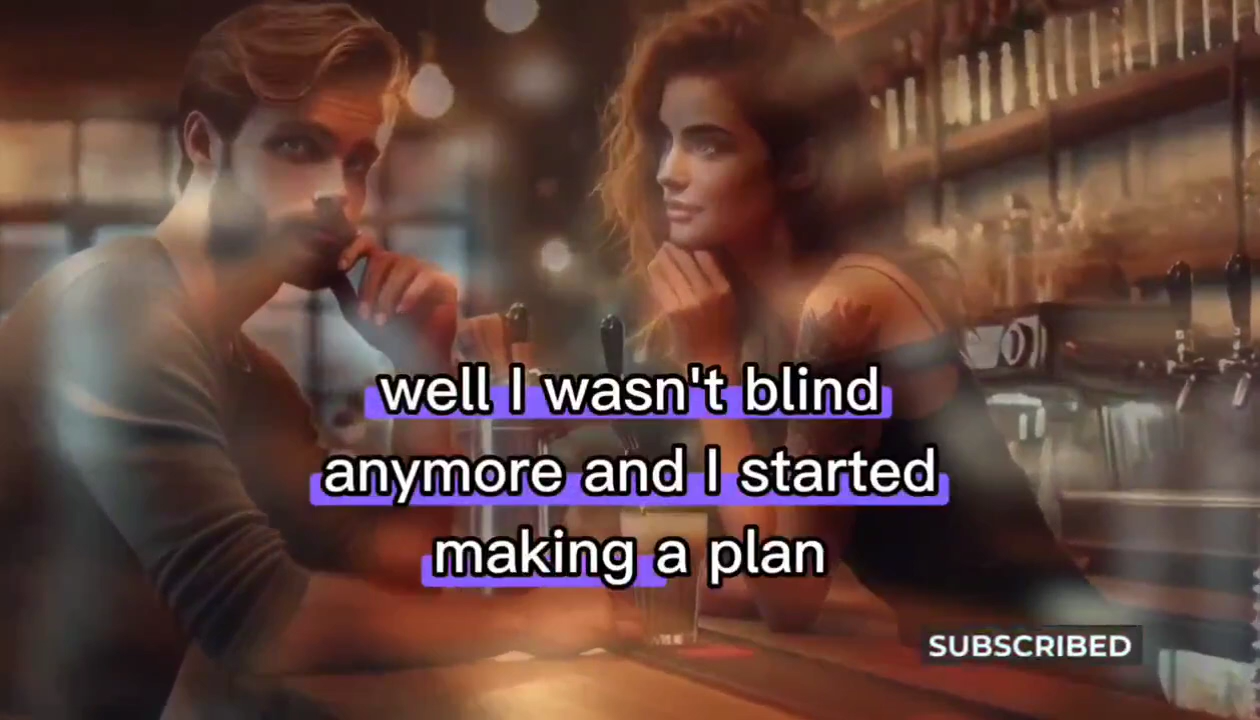 well I wasn't blind
anymore and I started
making a plan
SUBSCRIBED